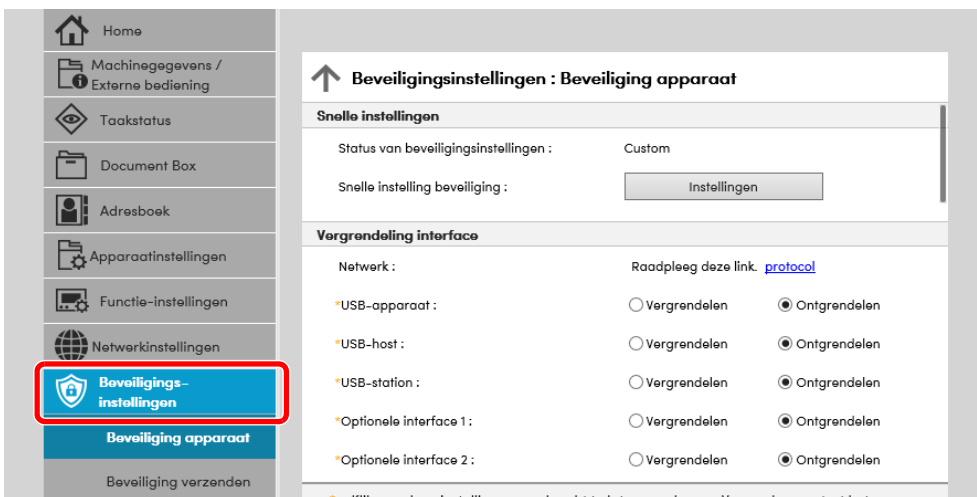 Home
Machinegegevens /
Externe bediening
Taakstatus
Document Box
Adresboek
Apparaatinstellingen
Functie-instellingen
Netwerkinstellingen
Beveiligings-
instellingen
Beveiliging apparaat
Beveiliging verzenden
Beveiligingsinstellingen : Beveiliging apparaat
Snelle instellingen
Status van beveiligingsinstellingen : Custom
Snelle instelling beveiliging : Instellingen
Vergrendeling interface
Netwerk : Raadpleeg deze link. protocol
*USB-apparaat : Vergrendelen Ontgrendelen
*USB-host : Vergrendelen Ontgrendelen
*USB-station : Vergrendelen Ontgrendelen
*Optionele interface 1 : Vergrendelen Ontgrendelen
*Optionele interface 2 : Vergrendelen Ontgrendelen